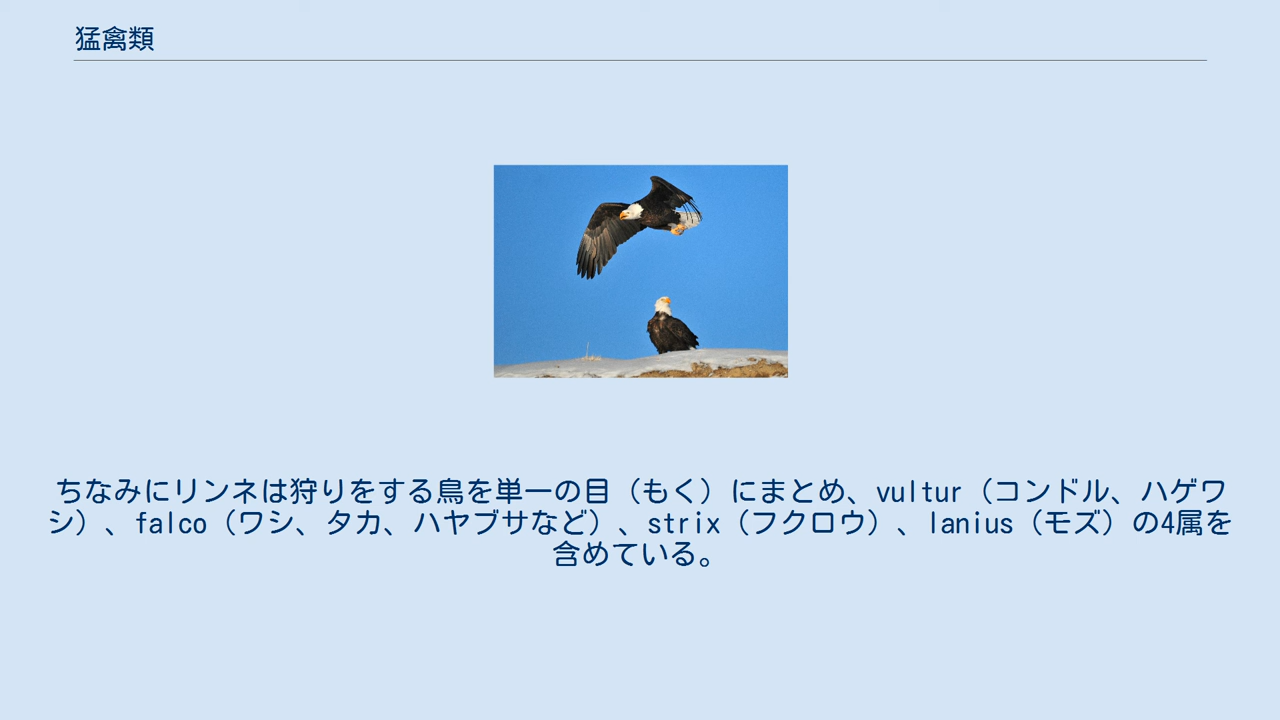 猛禽類
ちなみにリンネは狩りをする鳥を単一の目（もく）にまとめ、vultur（コンドル、ハゲワ
シ）、falco（ワシ、タカ、ハヤブサなど）、strix（フクロウ）、lanius（モズ）の4属を
含めている。